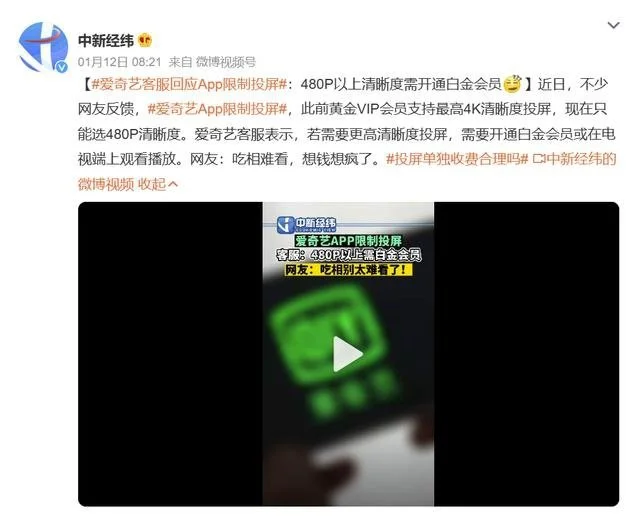 中新经纬
01月12日 08:21 来自 微博视频号
【#爱奇艺客服回应App限制投屏#：480P以上清晰度需开通白金会员】近日，不少
网友反馈，#爱奇艺App限制投屏#，此前黄金VIP会员支持最高4K清晰度投屏，现在只
能选480P清晰度。爱奇艺客服表示，若需要更高清晰度投屏，需要开通白金会员或在电
视端上观看播放。网友：吃相难看，想钱想疯了。#投屏单独收费合理吗# 中新经纬的
微博视频 收起
中新经纬
ECONOMIC VIEW
爱奇艺APP限制投屏
客服：480P以上需白金会员
网友：吃相别太难看了！